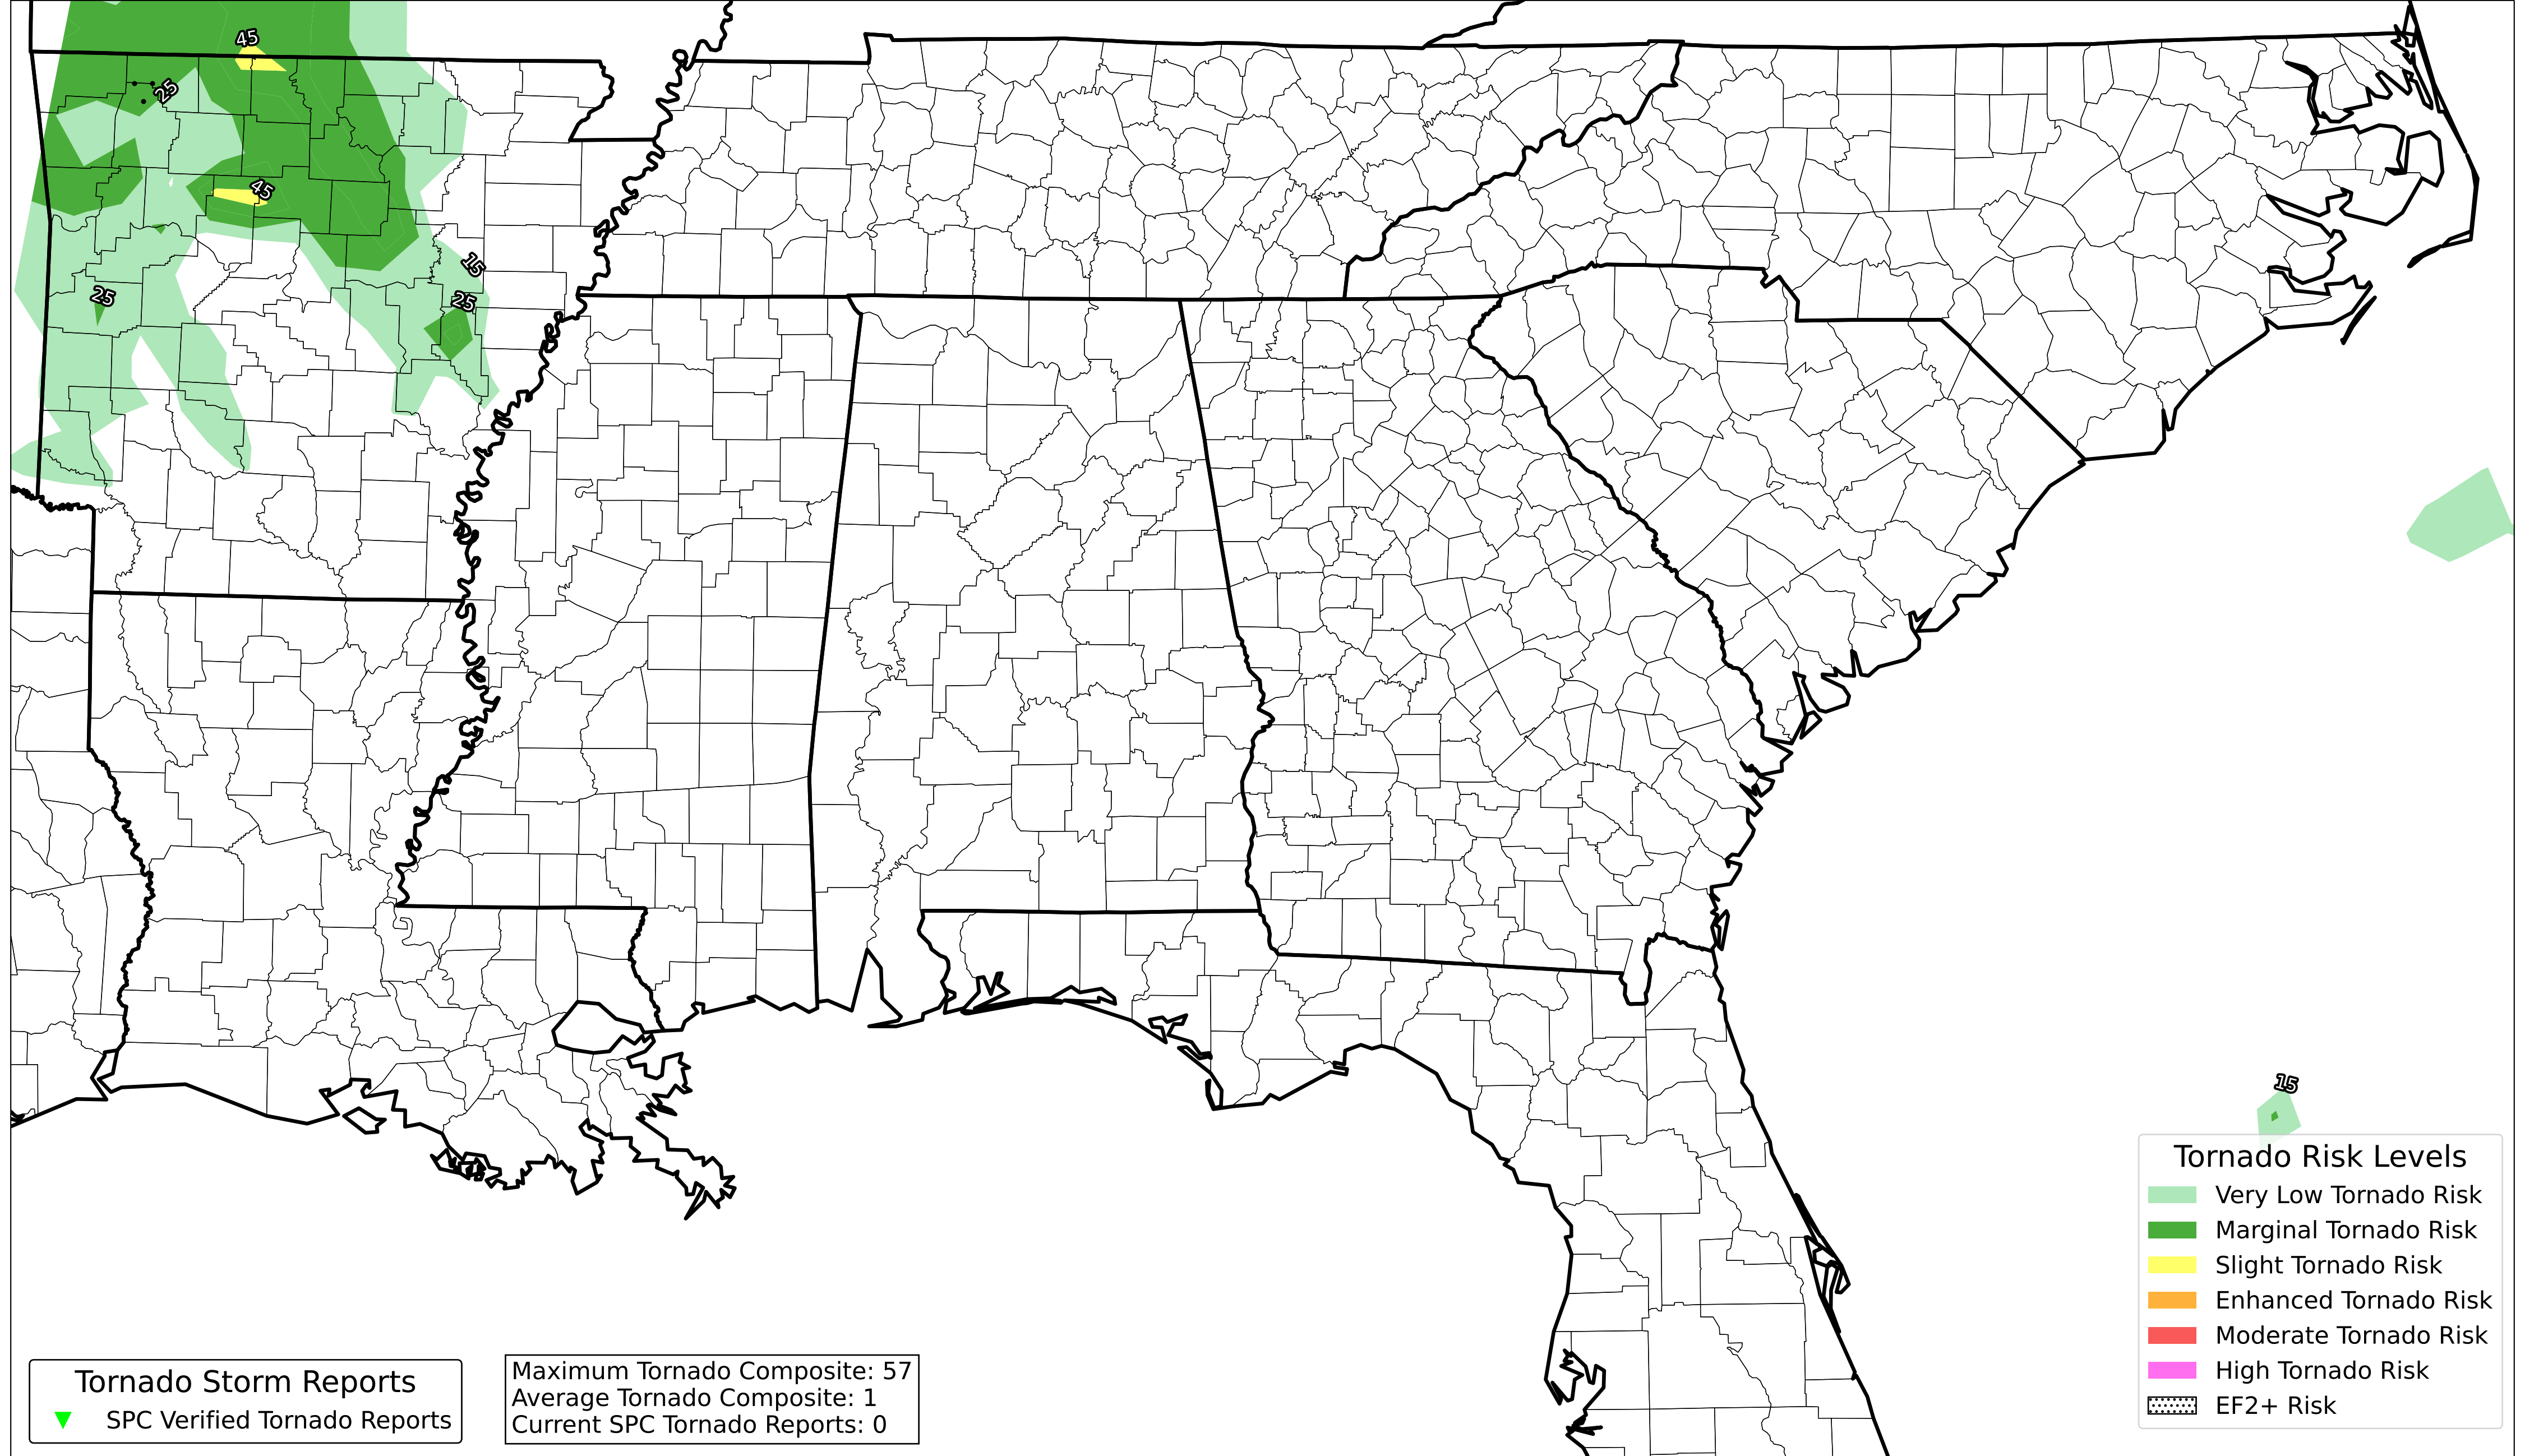 45
25
45
15
25
25
15
Tornado Risk Levels
Very Low Tornado Risk
Marginal Tornado Risk
Slight Tornado Risk
Enhanced Tornado Risk
Moderate Tornado Risk
High Tornado Risk
EF2+ Risk
Tornado Storm Reports
SPC Verified Tornado Reports
Maximum Tornado Composite: 57
Average Tornado Composite: 1
Current SPC Tornado Reports: 0